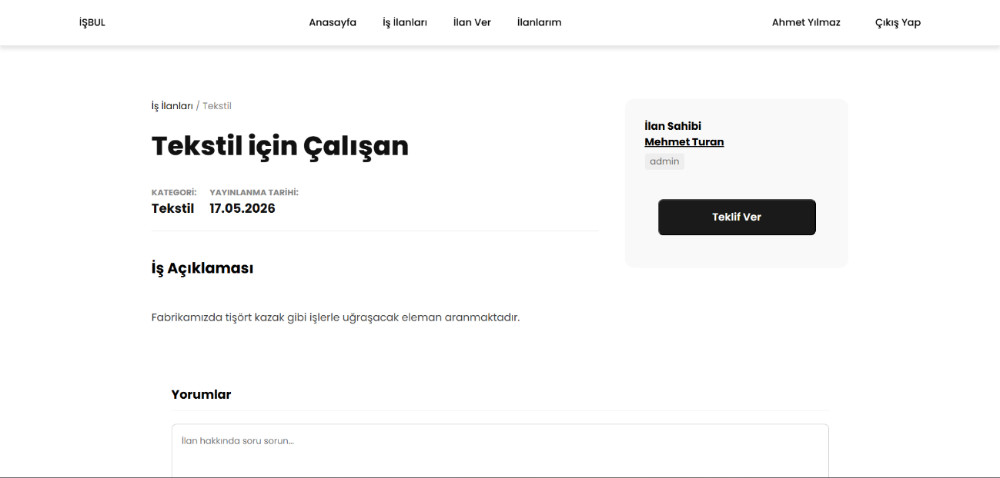 İŞBUL
Anasayfa
İş İlanları
İlan Ver
İlanlarım
Ahmet Yılmaz
Çıkış Yap
İş İlanları / Tekstil
Tekstil için Çalışan
KATEGORİ:
Tekstil
YAYINLANMA TARİHİ:
17.05.2026
İş Açıklaması
Fabrikamızda tişört kazak gibi işlerle uğraşacak eleman aranmaktadır.
İlan Sahibi
Mehmet Turan
admin
Teklif Ver
Yorumlar
İlan hakkında soru sorun...